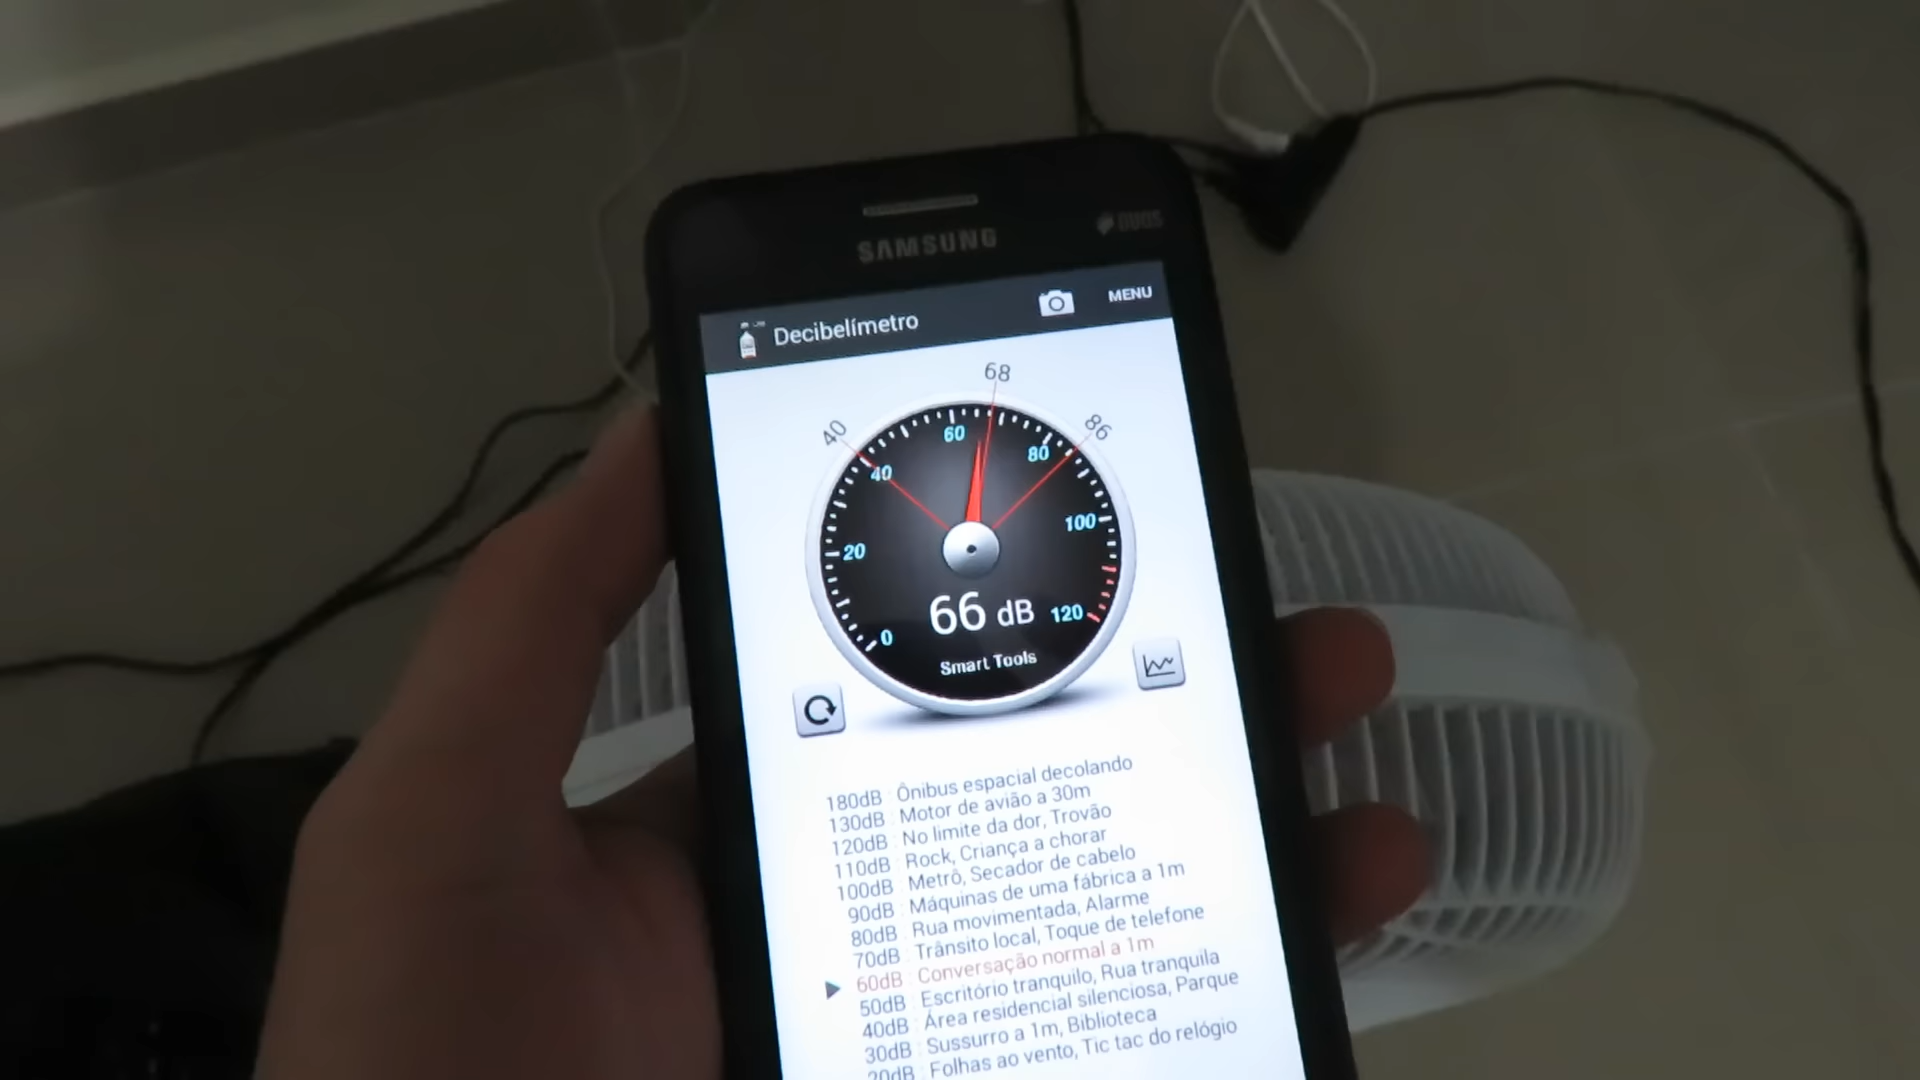 SAMSUNG
DUOS
Decibelímetro
MENU
68
40
86
60
40
80
20
100
0
120
66 dB
Smart Tools
180dB : Ônibus espacial decolando
130dB : Motor de avião a 30m
120dB : No limite da dor, Trovão
110dB : Rock, Criança a chorar
100dB : Metrô, Secador de cabelo
90dB : Máquinas de uma fábrica a 1m
80dB : Rua movimentada, Alarme
70dB : Trânsito local, Toque de telefone
60dB : Conversação normal a 1m
50dB : Escritório tranquilo, Rua tranquila
40dB : Área residencial silenciosa, Parque
30dB : Sussurro a 1m, Biblioteca
20dB : Folhas ao vento, Tic tac do relógio